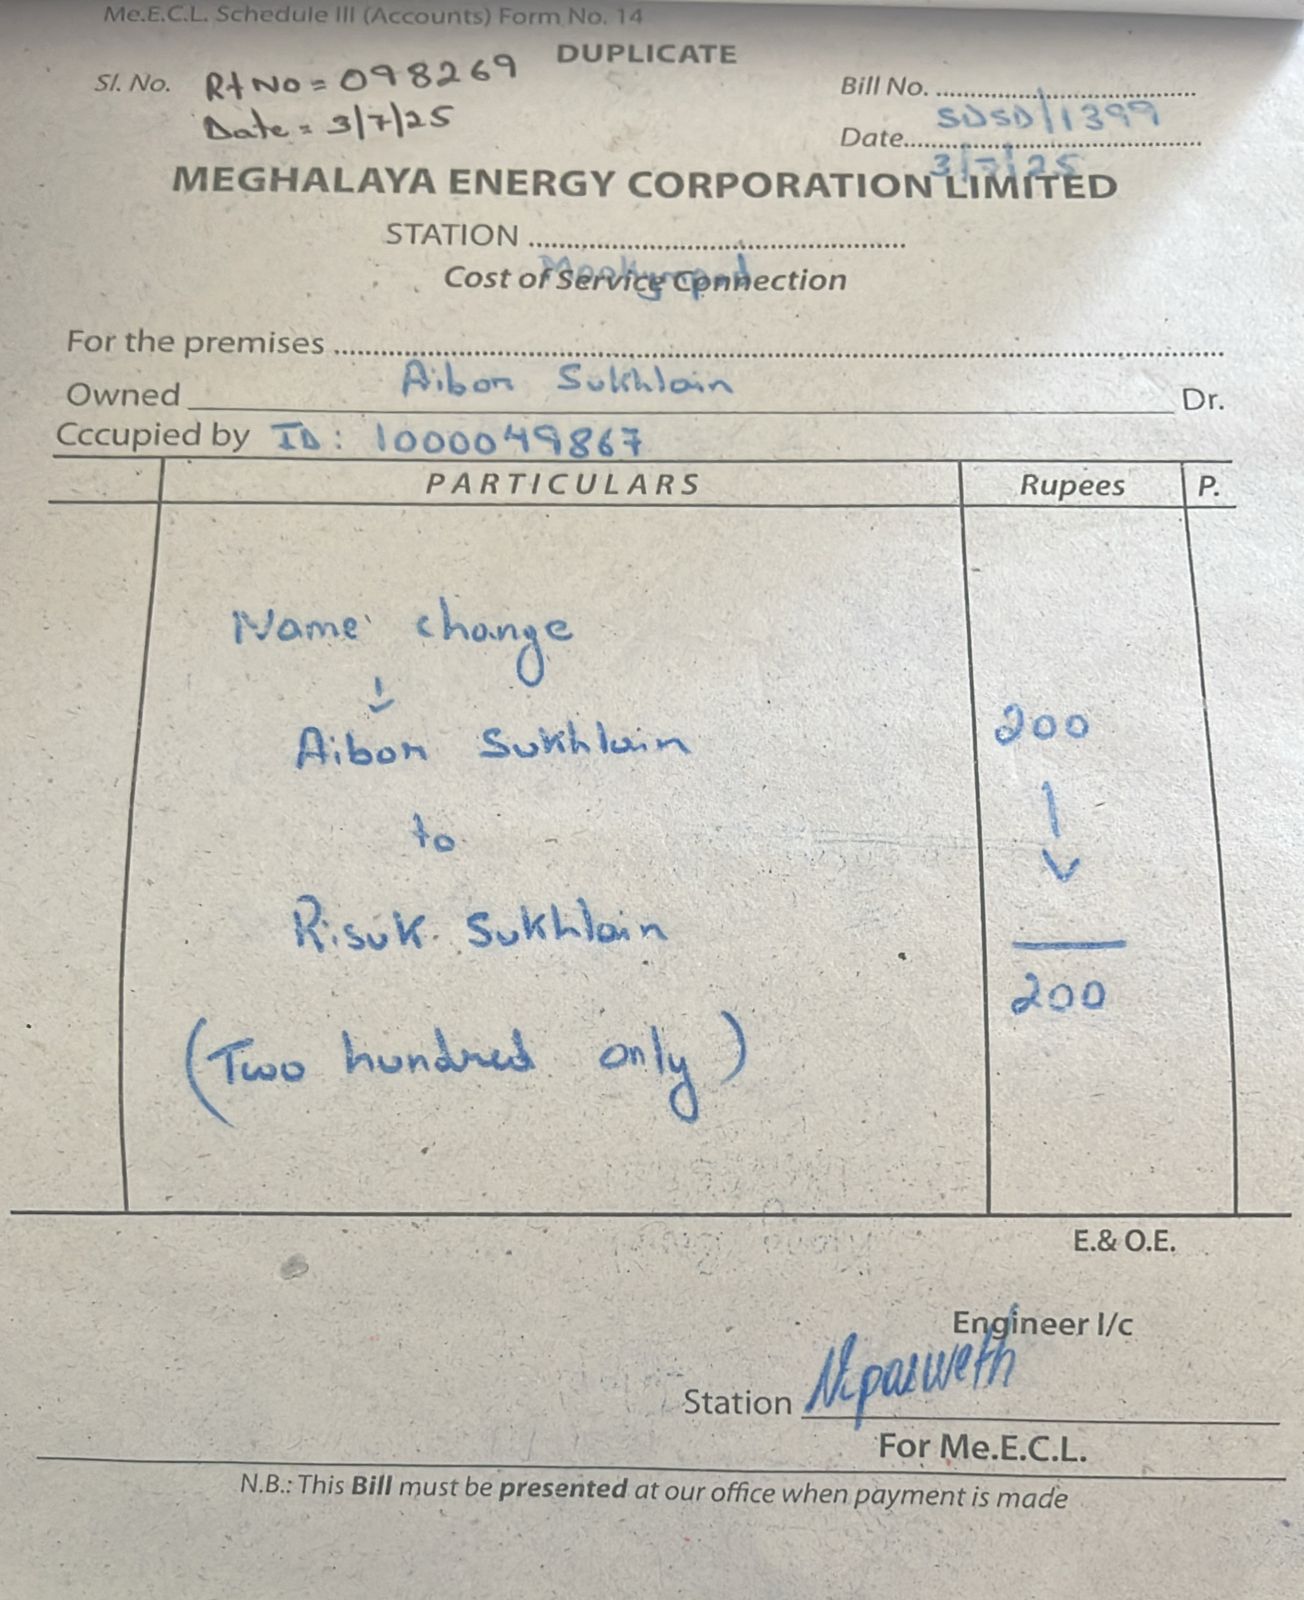 Me.E.C.L. Schedule III (Accounts) Form No. 14
DUPLICATE
Sl. No. Rt No = 098269
Date = 3/7/25
Bill No. SDSD/1399
Date 3/7/25
MEGHALAYA ENERGY CORPORATION LIMITED
STATION
Cost of Service Connection
For the premises
Owned Aibor Sukhlain Dr.
Cccupied by ID: 1000049867
PARTICULARS Rupees P.
Name change
Aibor Sukhlain 200
to
Risuk Sukhlain
200
(Two hundred only)
E.& O.E.
Engineer I/c
Station
For Me.E.C.L.
N.B.: This Bill must be presented at our office when payment is made